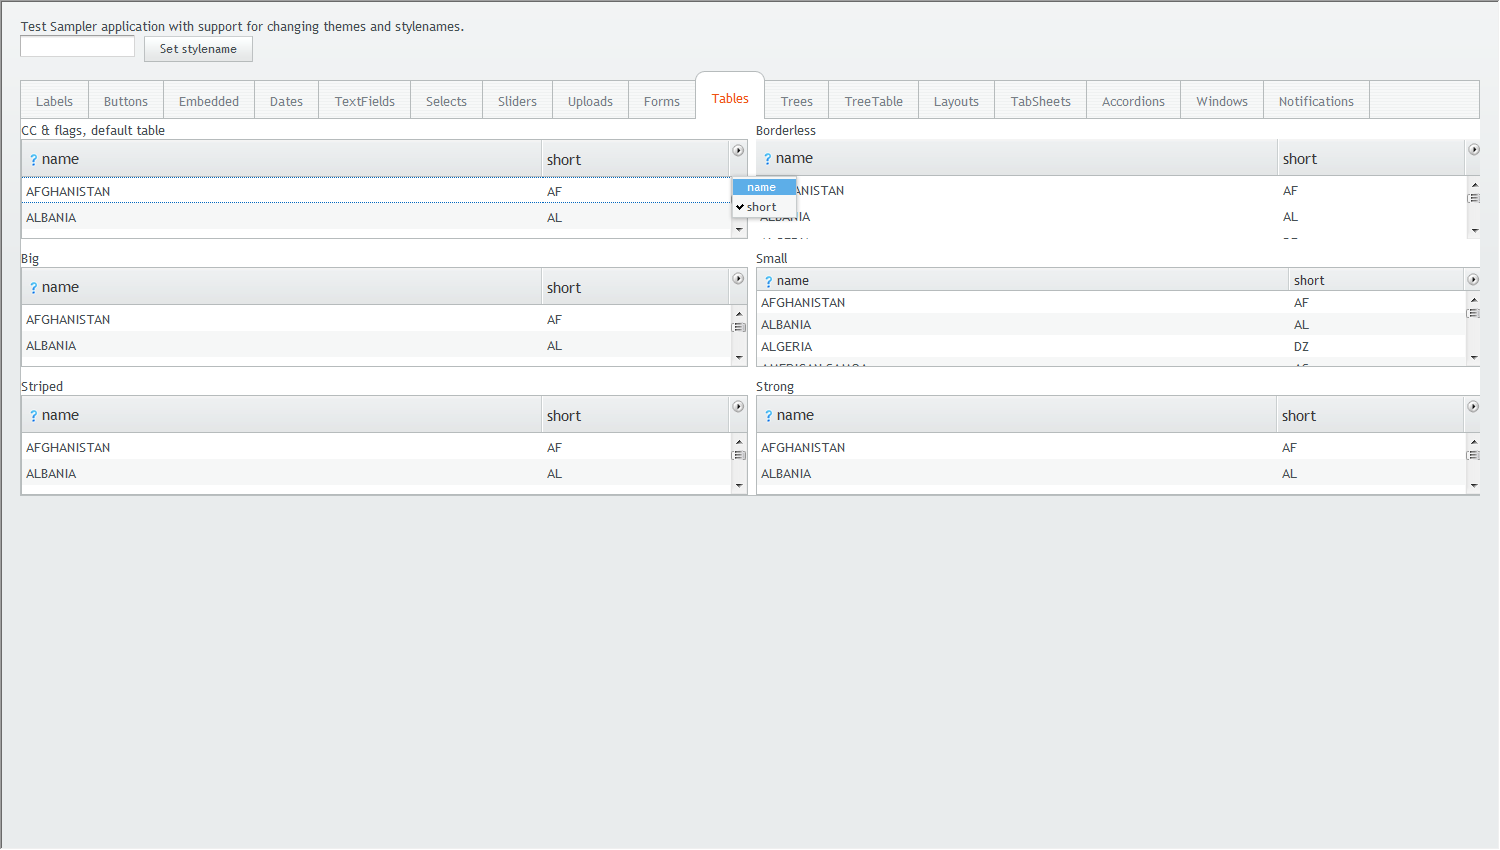 Test Sampler application with support for changing themes and stylenames.
Set stylename
Labels Buttons Embedded Dates TextFields Selects Sliders Uploads Forms Tables Trees TreeTable Layouts TabSheets Accordions Windows Notifications
CC & flags, default table
? name short
AFGHANISTAN AF
ALBANIA AL
name
short
Borderless
? name short
ANISTAN AF
ALBANIA AL
Big
? name short
AFGHANISTAN AF
ALBANIA AL
Small
? name short
AFGHANISTAN AF
ALBANIA AL
ALGERIA DZ
Striped
? name short
AFGHANISTAN AF
ALBANIA AL
Strong
? name short
AFGHANISTAN AF
ALBANIA AL